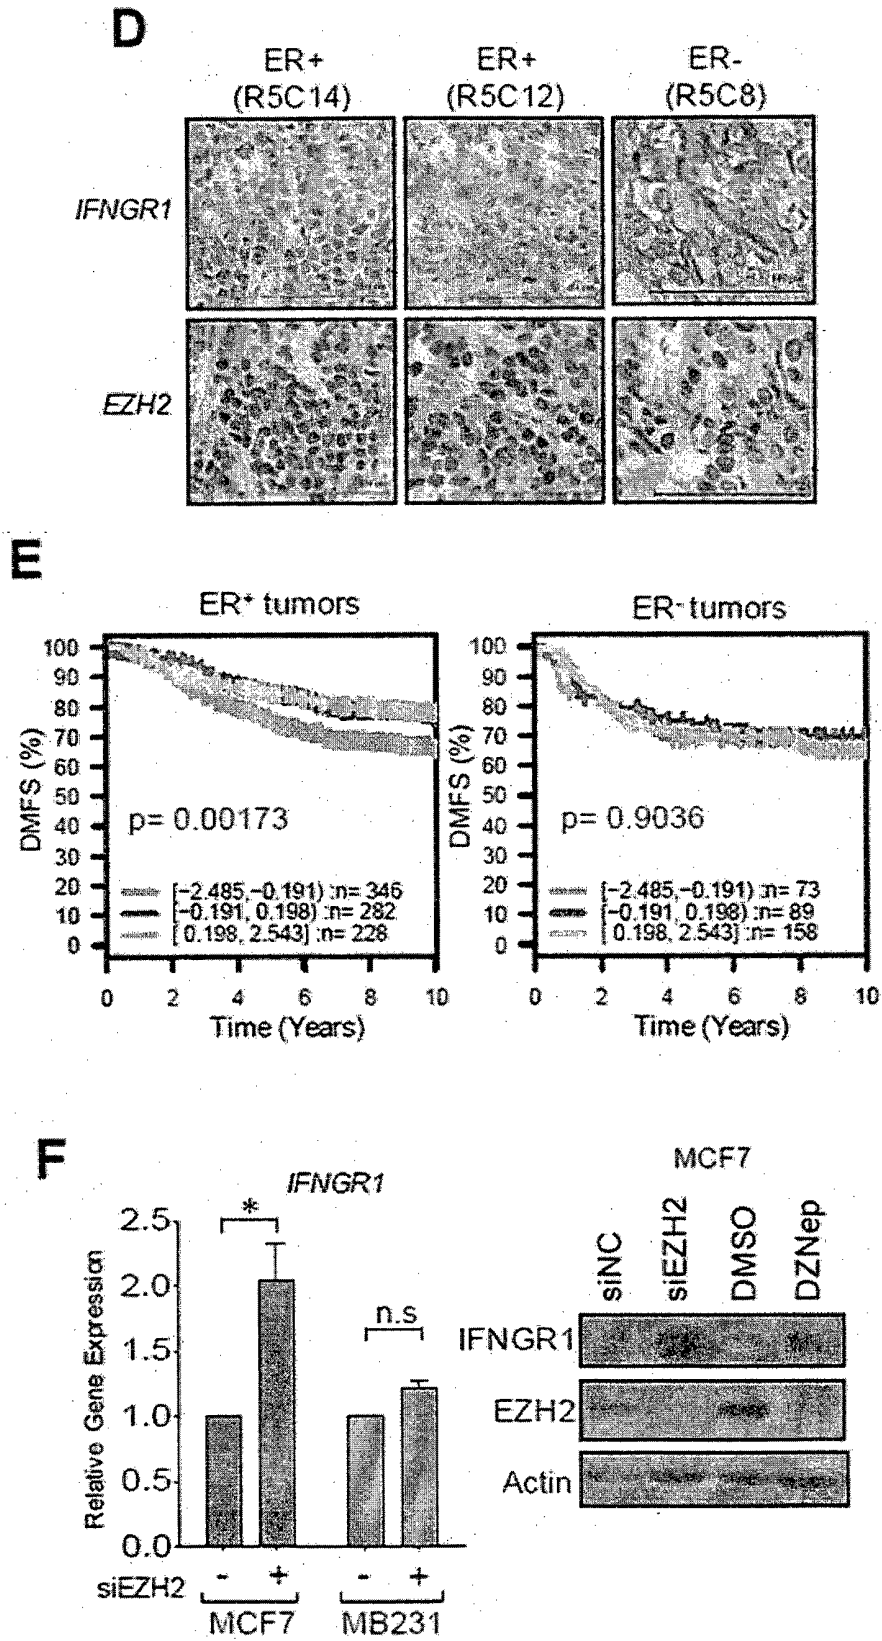 D
ER+ ER+ ER-
(R5C14) (R5C12) (R5C8)
IFNGR1
EZH2
E
ER+ tumors
DMFS (%)
100
90
80
70
60
50
40
30
20
10
0
p= 0.00173
[−2.485,−0.191) :n= 346
[−0.191, 0.198) :n= 282
[ 0.198, 2.543] :n= 228
0 2 4 6 8 10
Time (Years)
ER- tumors
DMFS (%)
100
90
80
70
60
50
40
30
20
10
0
p= 0.9036
[−2.485,−0.191) :n= 73
[−0.191, 0.198) :n= 89
[ 0.198, 2.543] :n= 158
0 2 4 6 8 10
Time (Years)
F
IFNGR1
Relative Gene Expression
2.5
2.0
1.5
1.0
0.5
0.0
*
n.s
siEZH2 - + - +
MCF7 MB231
MCF7
siNC siEZH2 DMSO DZNep
IFNGR1
EZH2
Actin